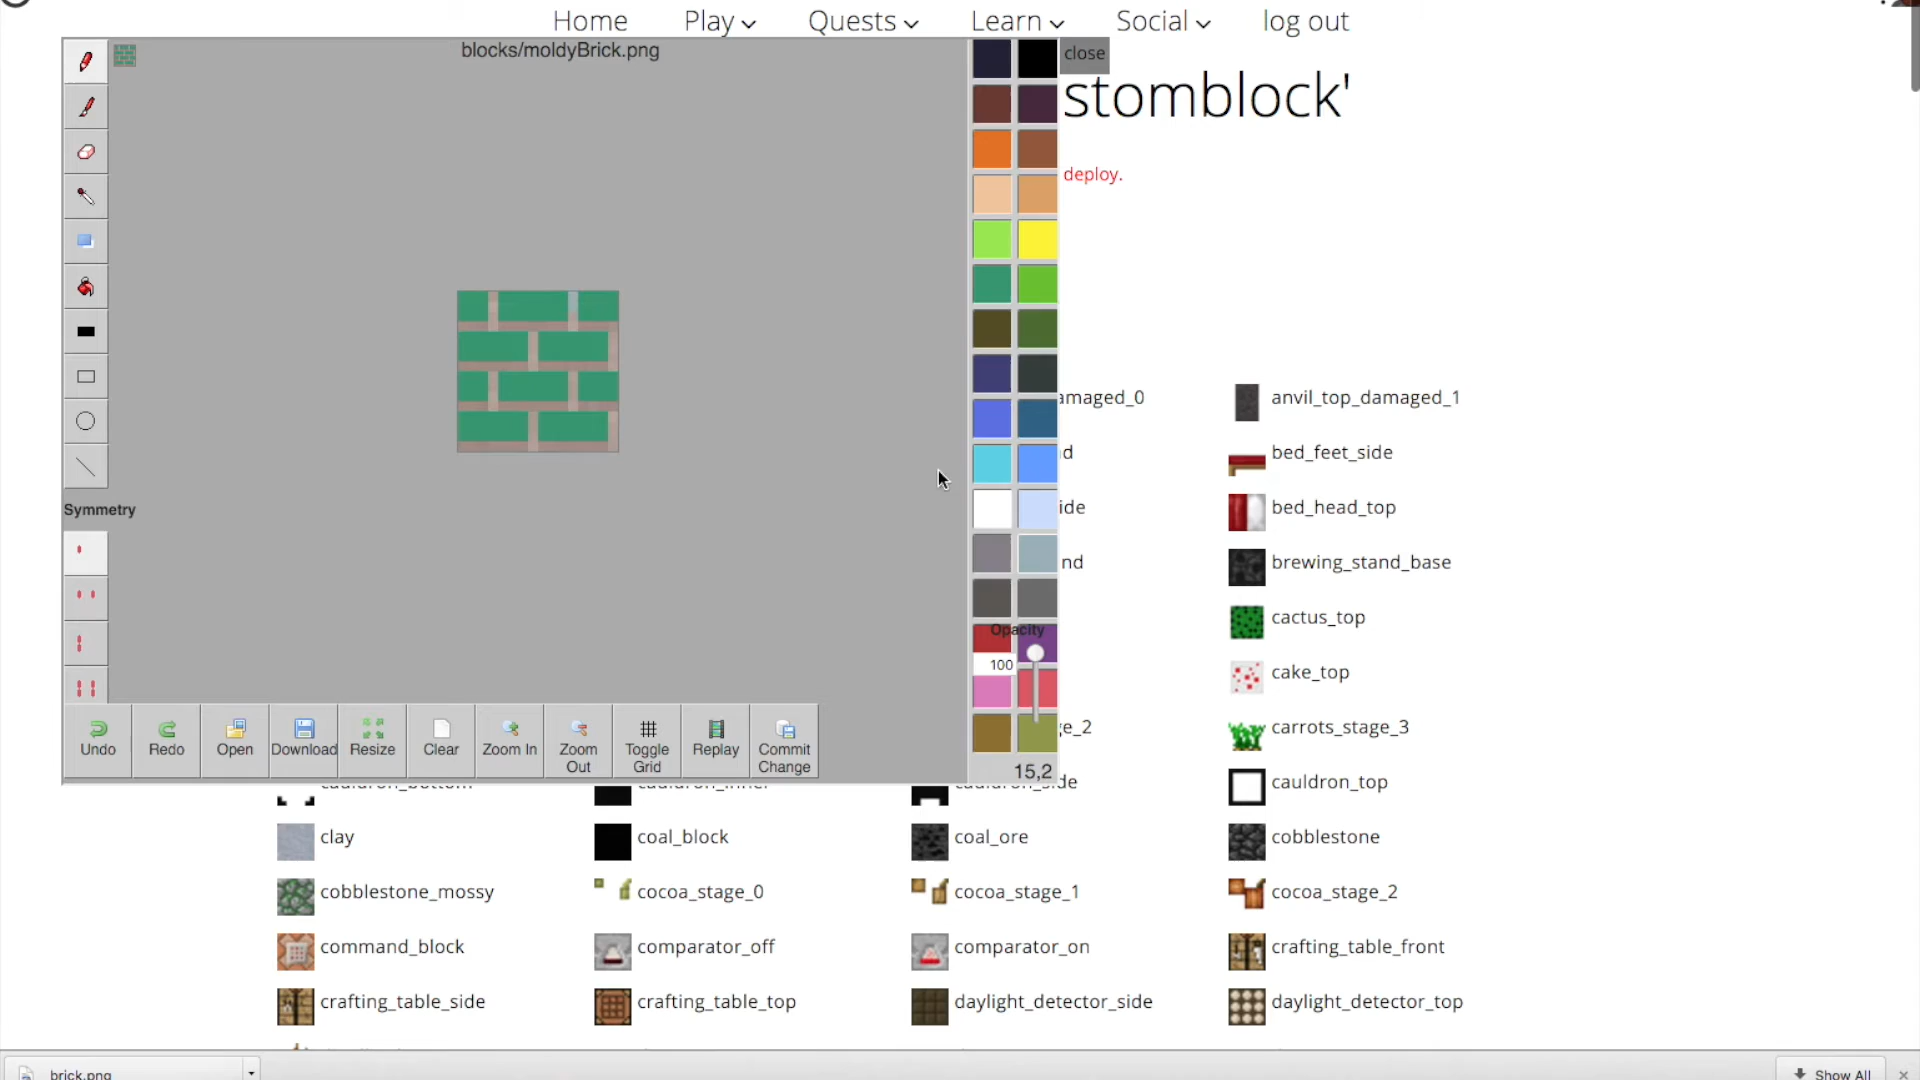 Home Play Quests Learn Social log out
blocks/moldyBrick.png
close
stomblock'
deploy.
amaged_0 anvil_top_damaged_1
d bed_feet_side
Symmetry
ide bed_head_top
nd brewing_stand_base
cactus_top
Opacity
100
cake_top
e_2 carrots_stage_3
Undo Redo Open Download Resize Clear Zoom In Zoom Out Toggle Grid Replay Commit Change
15,2
de cauldron_top
cauldron_bottom cauldron_inner cauldron_side
clay coal_block coal_ore cobblestone
cobblestone_mossy cocoa_stage_0 cocoa_stage_1 cocoa_stage_2
command_block comparator_off comparator_on crafting_table_front
crafting_table_side crafting_table_top daylight_detector_side daylight_detector_top
brick.png Show All